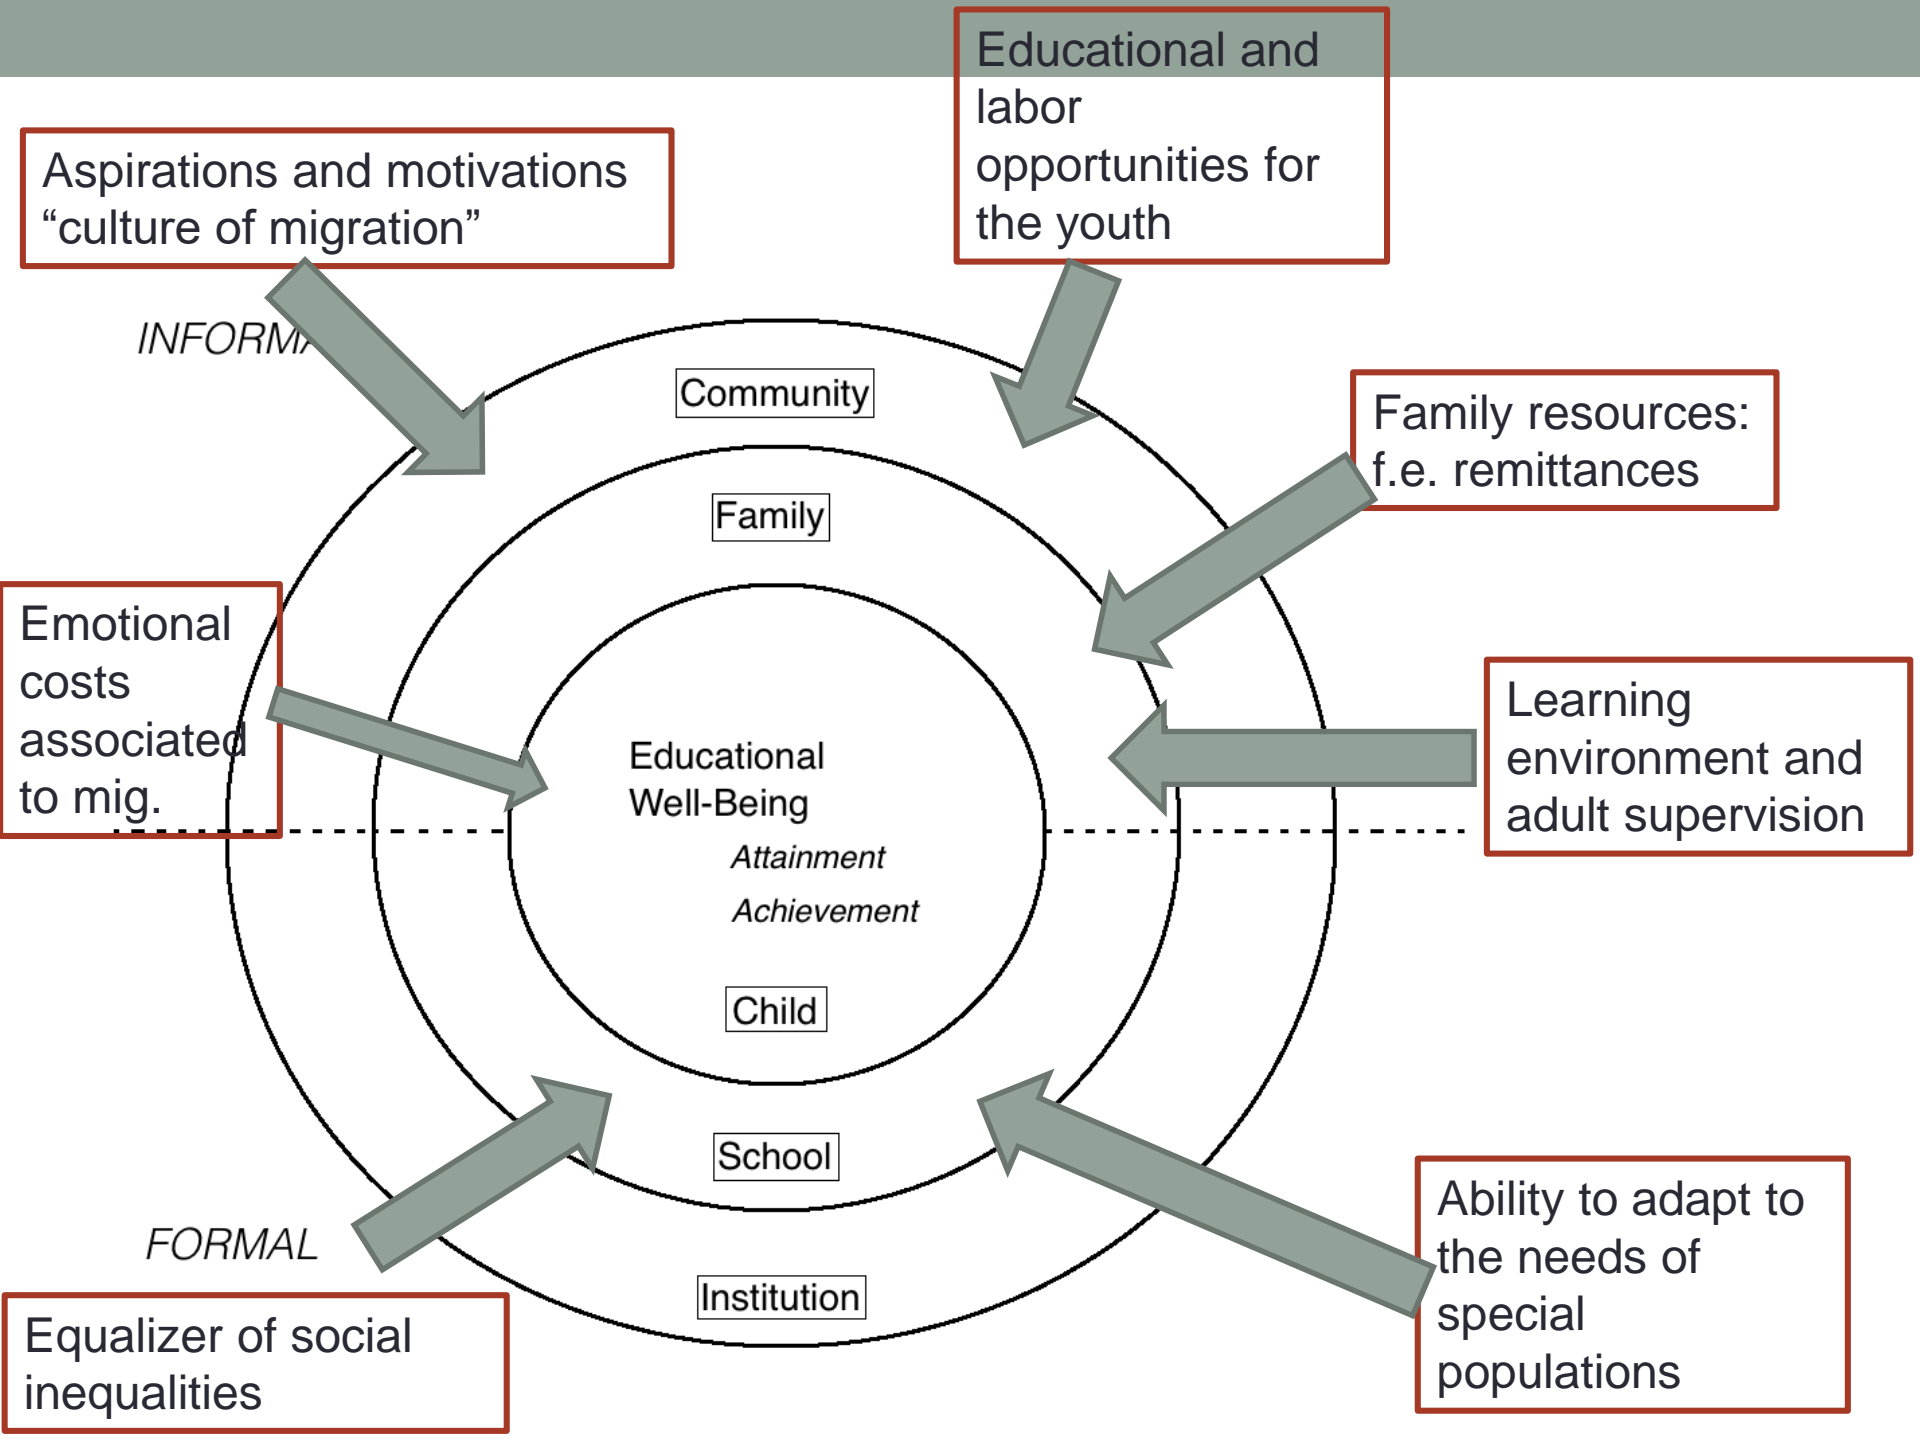 Educational and
labor
opportunities for
the youth
Aspirations and motivations
“culture of migration”
INFORMA
Community
Family resources:
f.e. remittances
Family
Emotional
costs
associated
to mig.
Learning
environment and
adult supervision
Educational
Well-Being
Attainment
Achievement
Child
School
Ability to adapt to
the needs of
special
populations
FORMAL
Institution
Equalizer of social
inequalities